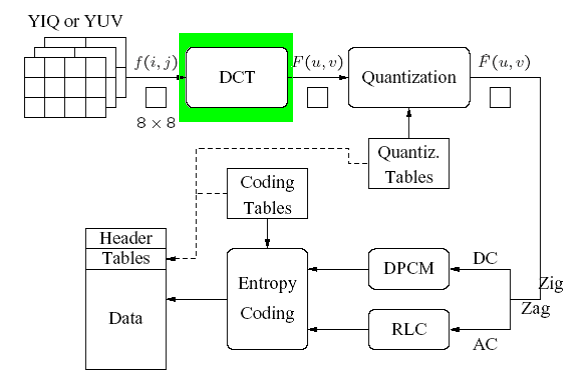 YIQ or YUV
f(i, j)
8 × 8
DCT
F(u, v)
Quantization
F̂(u, v)
Quantiz.
Tables
Coding
Tables
Header
Tables
Data
Entropy
Coding
DPCM
DC
RLC
AC
Zig
Zag